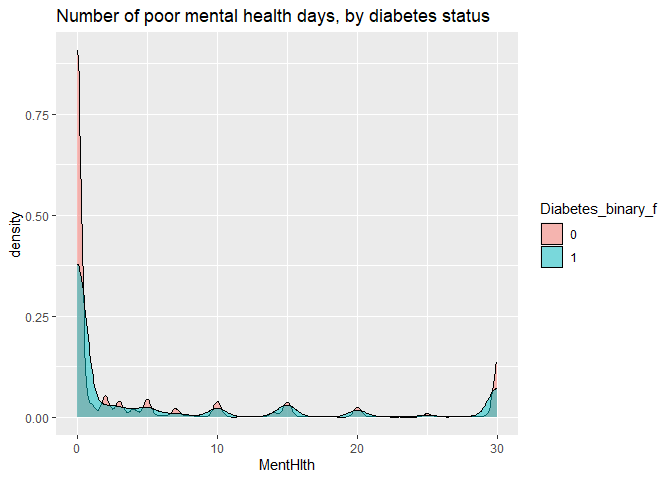 Number of poor mental health days, by diabetes status
0.75
0.50
0.25
0.00
density
0
10
20
30
MentHlth
Diabetes_binary_f
0
1